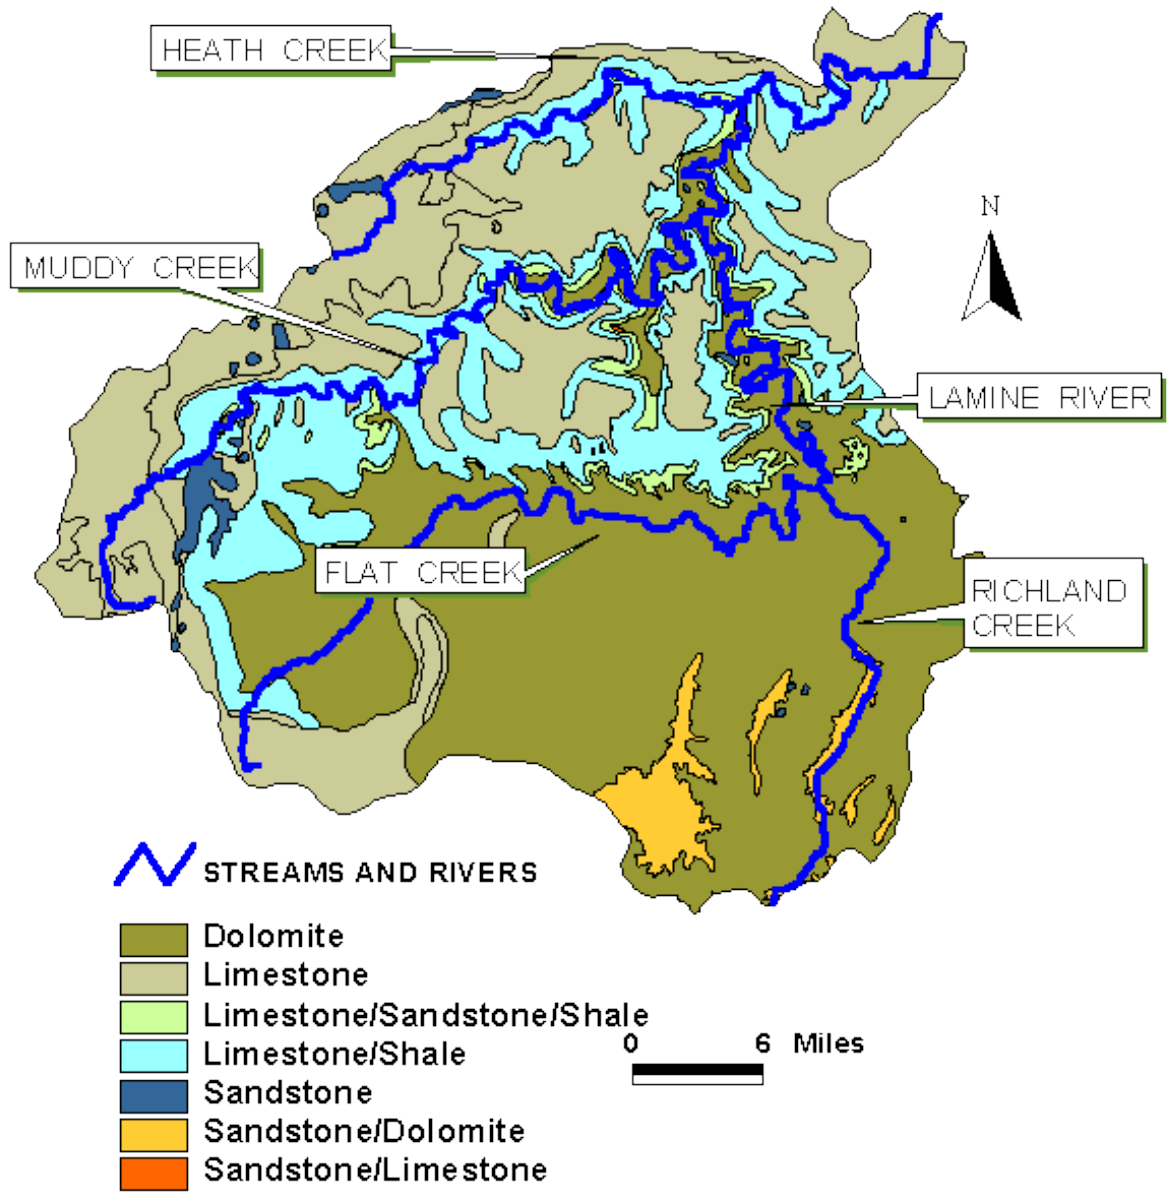 HEATH CREEK
N
MUDDY CREEK
LAMINE RIVER
FLAT CREEK
RICHLAND
CREEK
STREAMS AND RIVERS
Dolomite
Limestone
Limestone/Sandstone/Shale
0 6 Miles
Limestone/Shale
Sandstone
Sandstone/Dolomite
Sandstone/Limestone